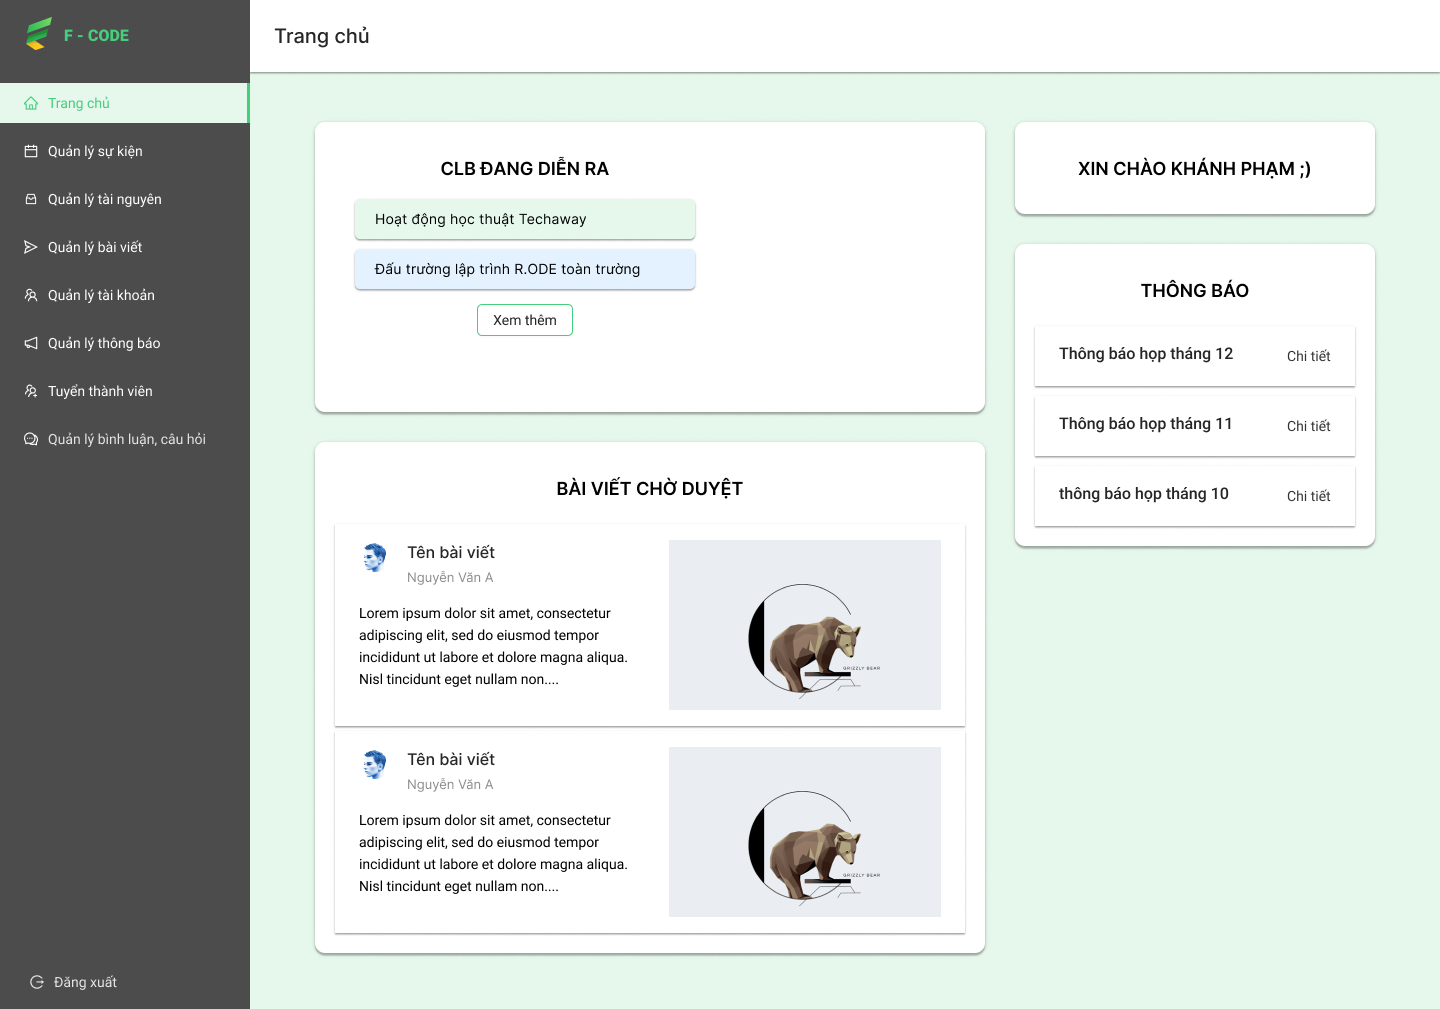 F - CODE
Trang chủ
Quản lý sự kiện
Quản lý tài nguyên
Quản lý bài viết
Quản lý tài khoản
Quản lý thông báo
Tuyển thành viên
Quản lý bình luận, câu hỏi
Đăng xuất
Trang chủ
CLB ĐANG DIỄN RA
Hoạt động học thuật Techaway
Đấu trường lập trình R.ODE toàn trường
Xem thêm
BÀI VIẾT CHỜ DUYỆT
Tên bài viết
Nguyễn Văn A
Lorem ipsum dolor sit amet, consectetur
adipiscing elit, sed do eiusmod tempor
incididunt ut labore et dolore magna aliqua.
Nisl tincidunt eget nullam non....
GRIZZLY BEAR
Tên bài viết
Nguyễn Văn A
Lorem ipsum dolor sit amet, consectetur
adipiscing elit, sed do eiusmod tempor
incididunt ut labore et dolore magna aliqua.
Nisl tincidunt eget nullam non....
GRIZZLY BEAR
XIN CHÀO KHÁNH PHẠM ;)
THÔNG BÁO
Thông báo họp tháng 12 Chi tiết
Thông báo họp tháng 11 Chi tiết
thông báo họp tháng 10 Chi tiết